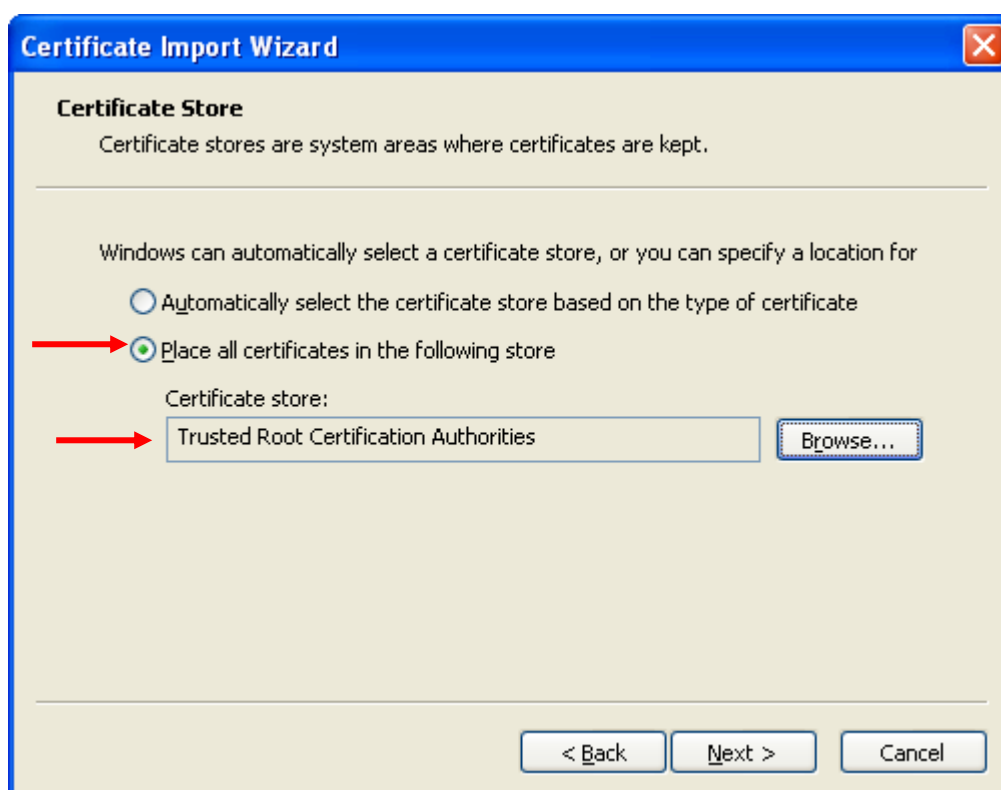 Certificate Import Wizard
Certificate Store
Certificate stores are system areas where certificates are kept.
Windows can automatically select a certificate store, or you can specify a location for
Automatically select the certificate store based on the type of certificate
Place all certificates in the following store
Certificate store:
Trusted Root Certification Authorities
Browse...
< Back
Next >
Cancel